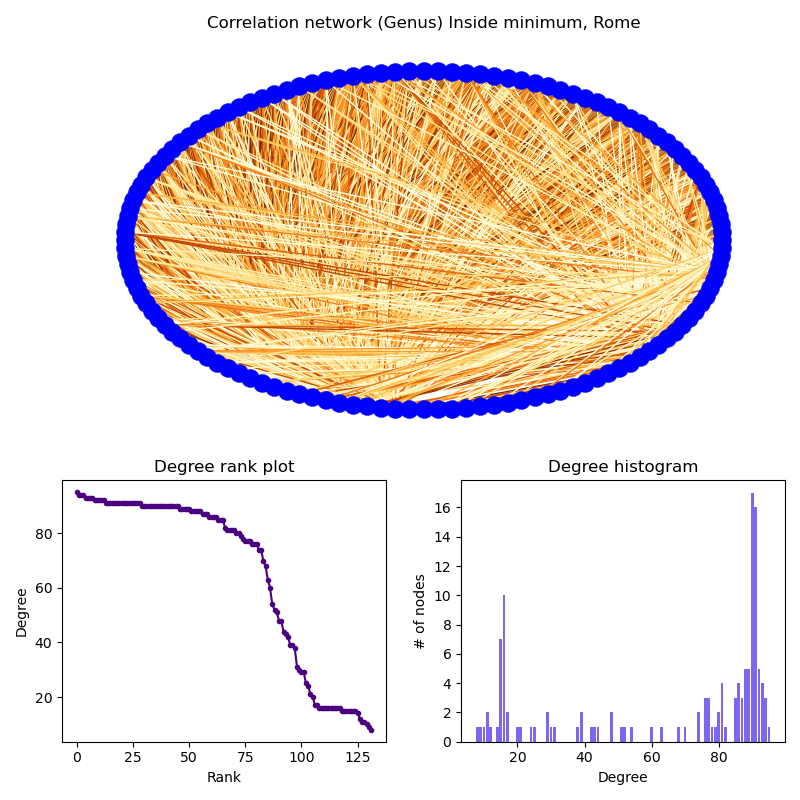 Correlation network (Genus) Inside minimum, Rome
Degree rank plot
Degree
80
60
40
20
0 25 50 75 100 125
Rank
Degree histogram
# of nodes
16
14
12
10
8
6
4
2
0
20 40 60 80
Degree